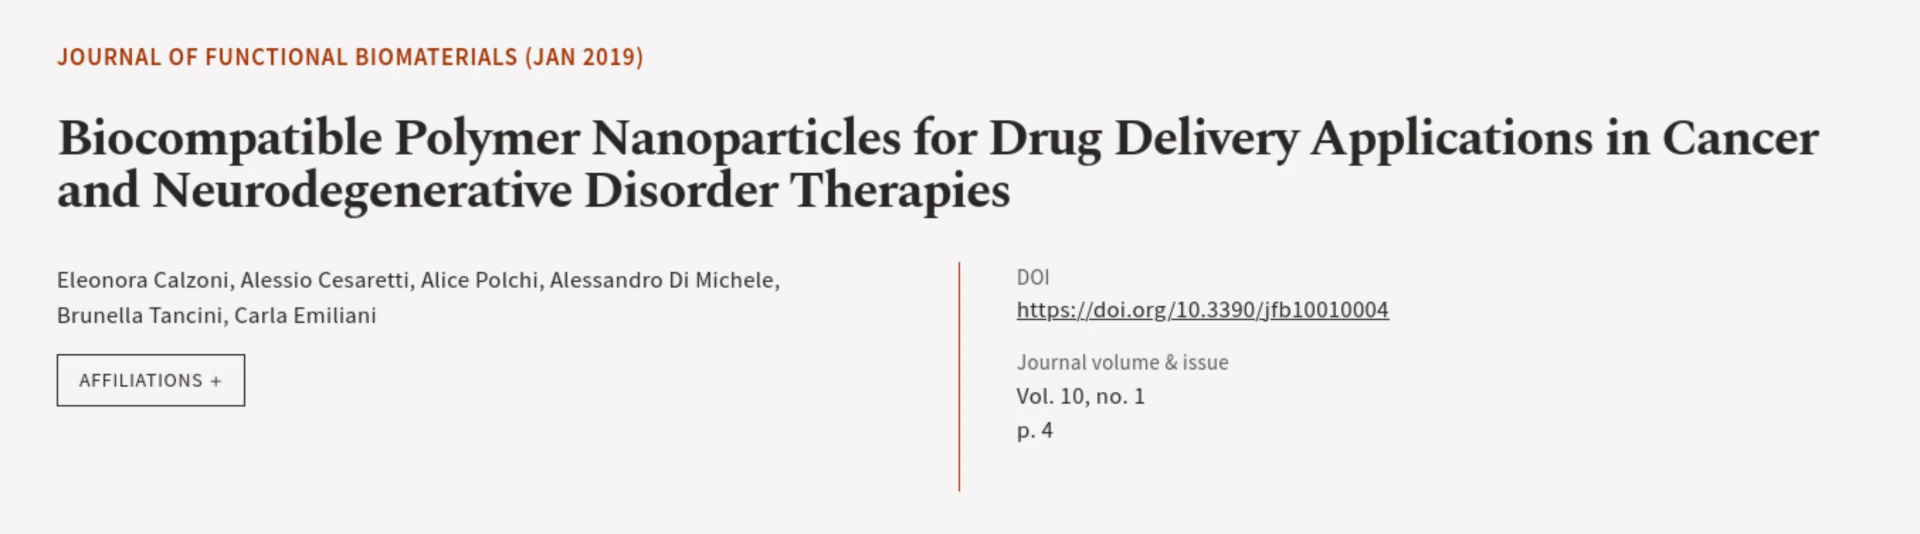 JOURNAL OF FUNCTIONAL BIOMATERIALS (JAN 2019)
Biocompatible Polymer Nanoparticles for Drug Delivery Applications in Cancer
and Neurodegenerative Disorder Therapies
Eleonora Calzoni, Alessio Cesaretti, Alice Polchi, Alessandro Di Michele,
Brunella Tancini, Carla Emiliani
AFFILIATIONS +
DOI
https://doi.org/10.3390/jfb10010004
Journal volume & issue
Vol. 10, no. 1
p. 4